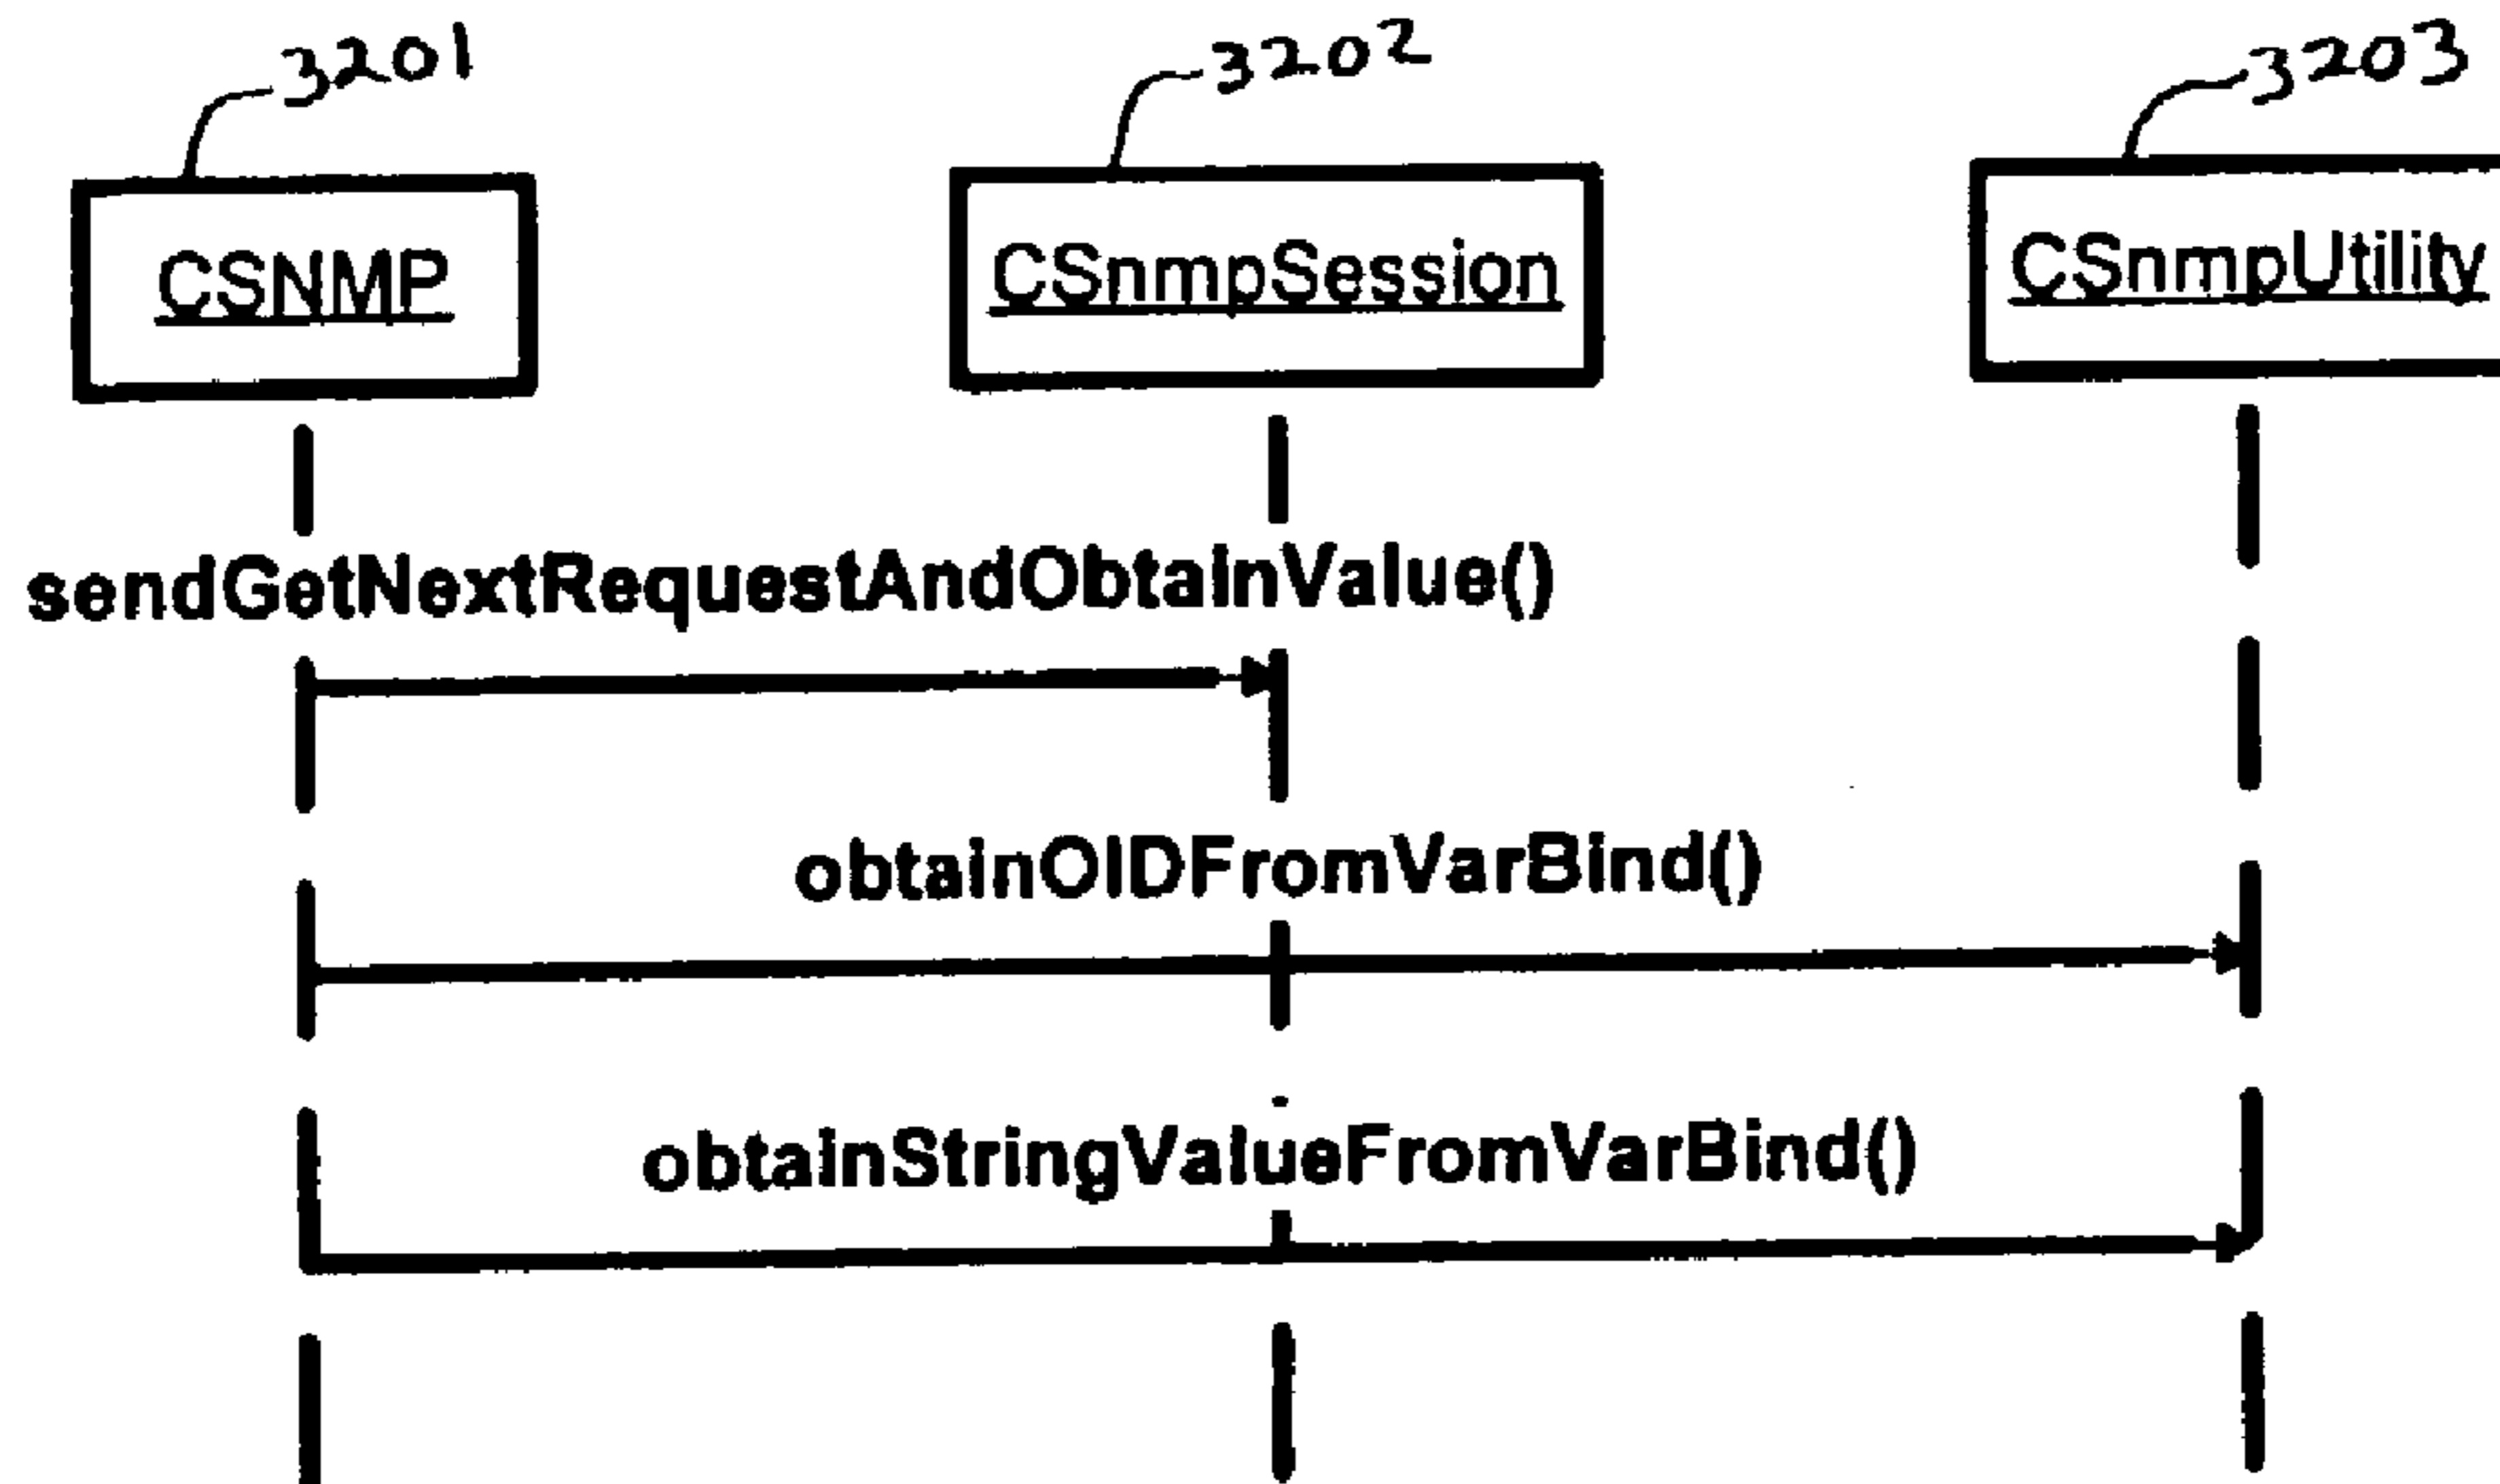 3201 3202 3203
CSNMP CSnmpSession CSnmpUtility
sendGetNextRequestAndObtainValue()
obtainOIDFromVarBind()
obtainStringValueFromVarBind()